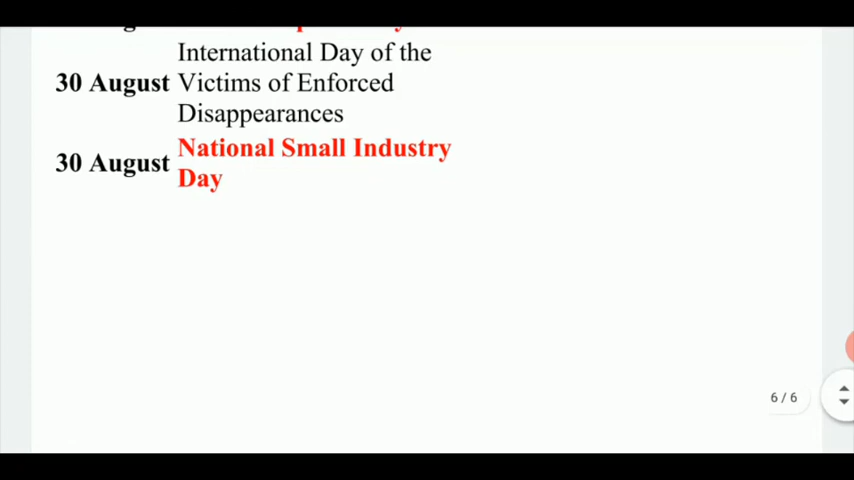 International Day of the
30 August Victims of Enforced
Disappearances
National Small Industry
30 August
Day
6 / 6